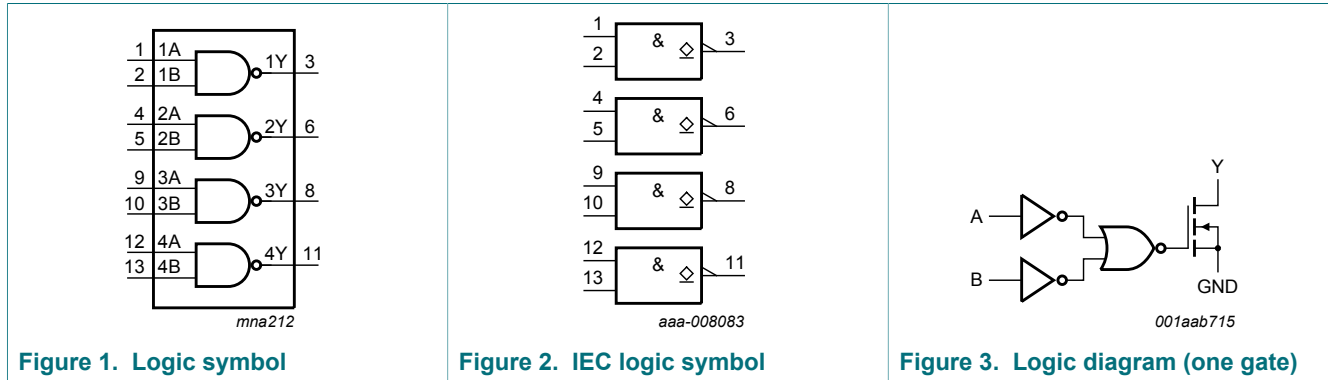 1 1A 1Y 3
2 1B
4 2A 2Y 6
5 2B
9 3A 3Y 8
10 3B
12 4A 4Y 11
13 4B
mna212
Figure 1. Logic symbol
1 & 3
2
4 & 6
5
9 & 8
10
12 & 11
13
aaa-008083
Figure 2. IEC logic symbol
Y
A
B
GND
001aab715
Figure 3. Logic diagram (one gate)